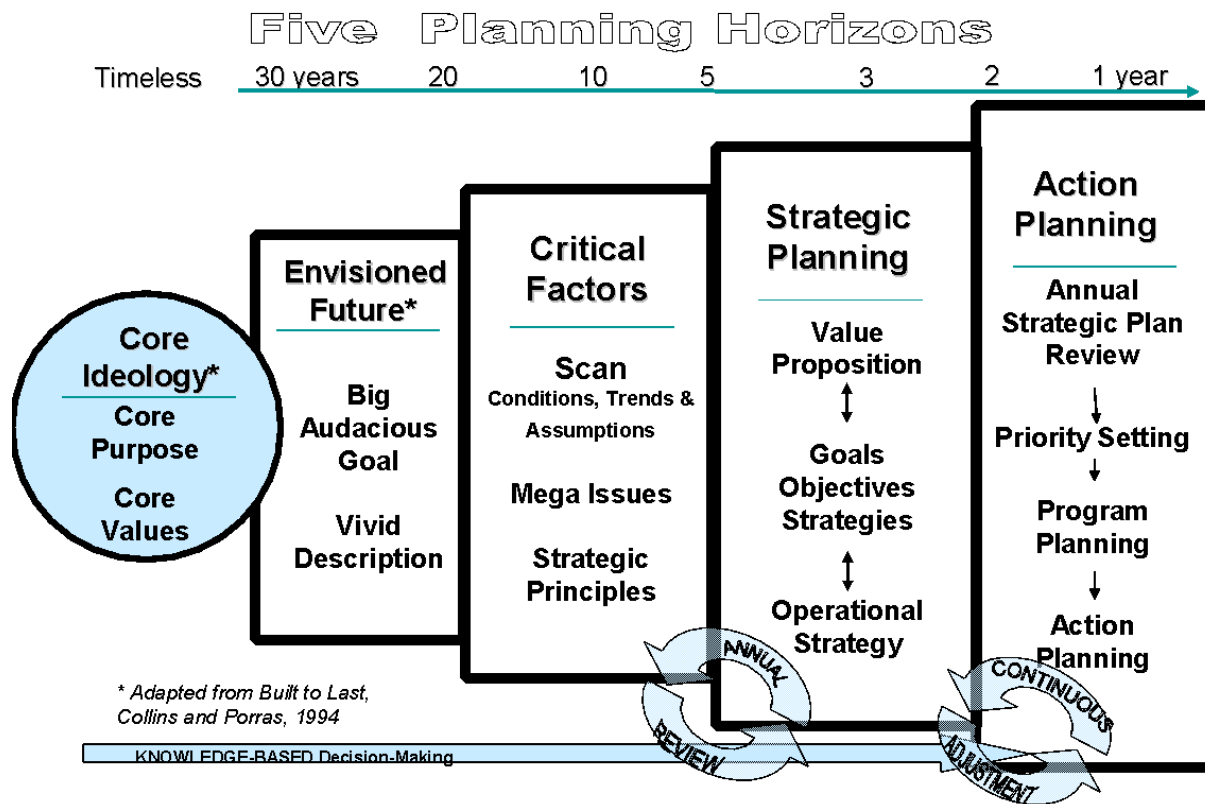 Five Planning Horizons
Timeless 30 years 20 10 5 3 2 1 year
Core
Ideology*
Core
Purpose
Core
Values
Envisioned
Future*
Big
Audacious
Goal
Vivid
Description
Critical
Factors
Scan
Conditions, Trends &
Assumptions
Mega Issues
Strategic
Principles
Strategic
Planning
Value
Proposition
Goals
Objectives
Strategies
Operational
Strategy
Action
Planning
Annual
Strategic Plan
Review
Priority Setting
Program
Planning
Action
Planning
ANNUAL
REVIEW
CONTINUOUS
ADJUSTMENT
* Adapted from Built to Last,
Collins and Porras, 1994
KNOWLEDGE-BASED Decision-Making